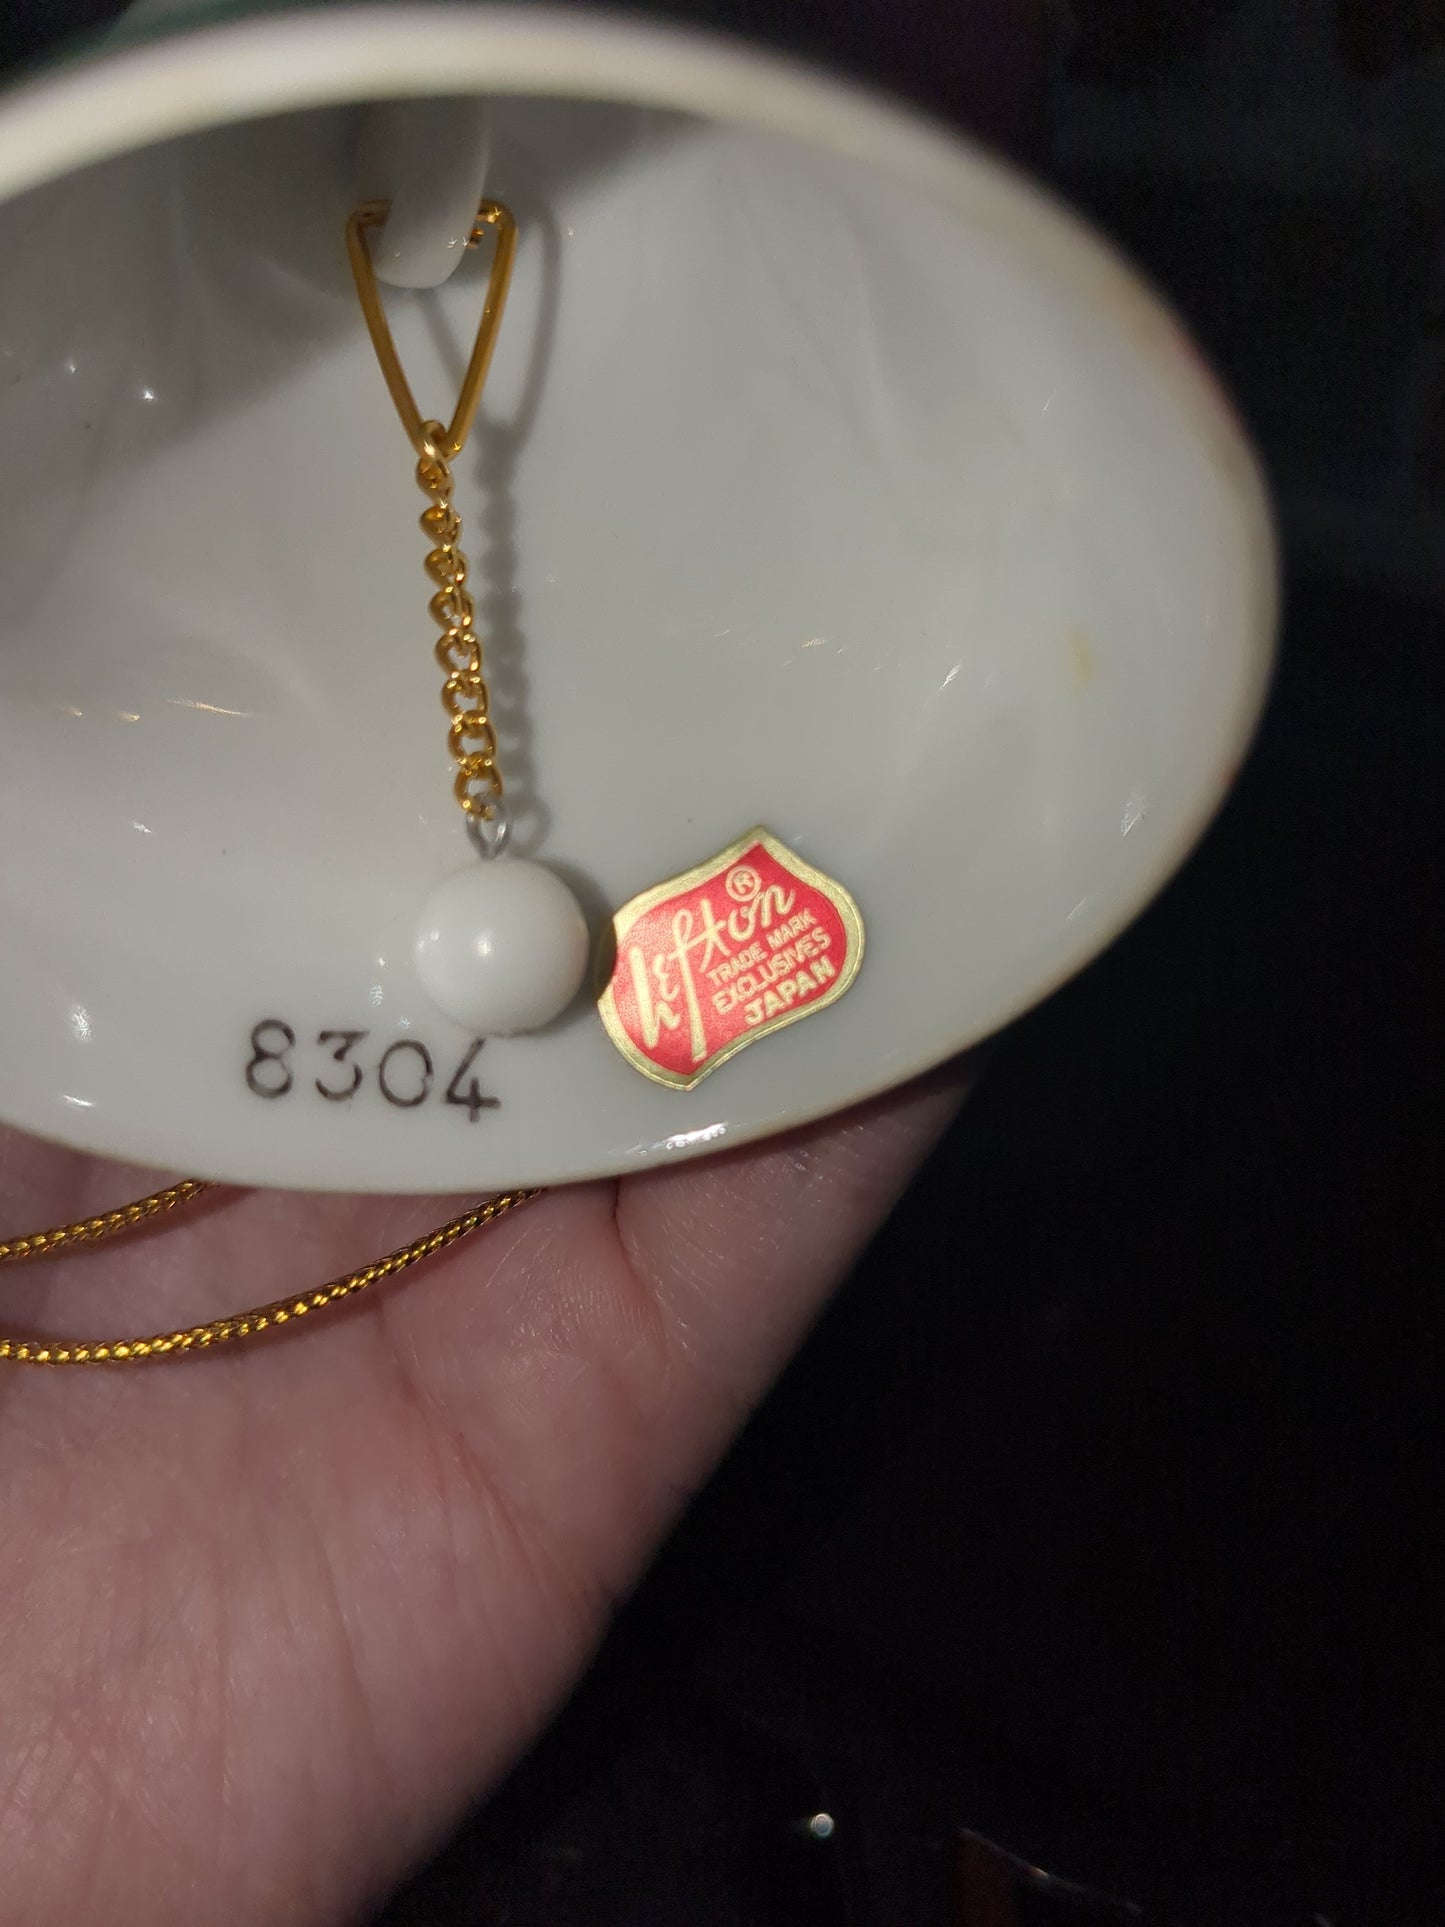 Lefton ®
TRADE MARK
EXCLUSIVES
JAPAN
8304